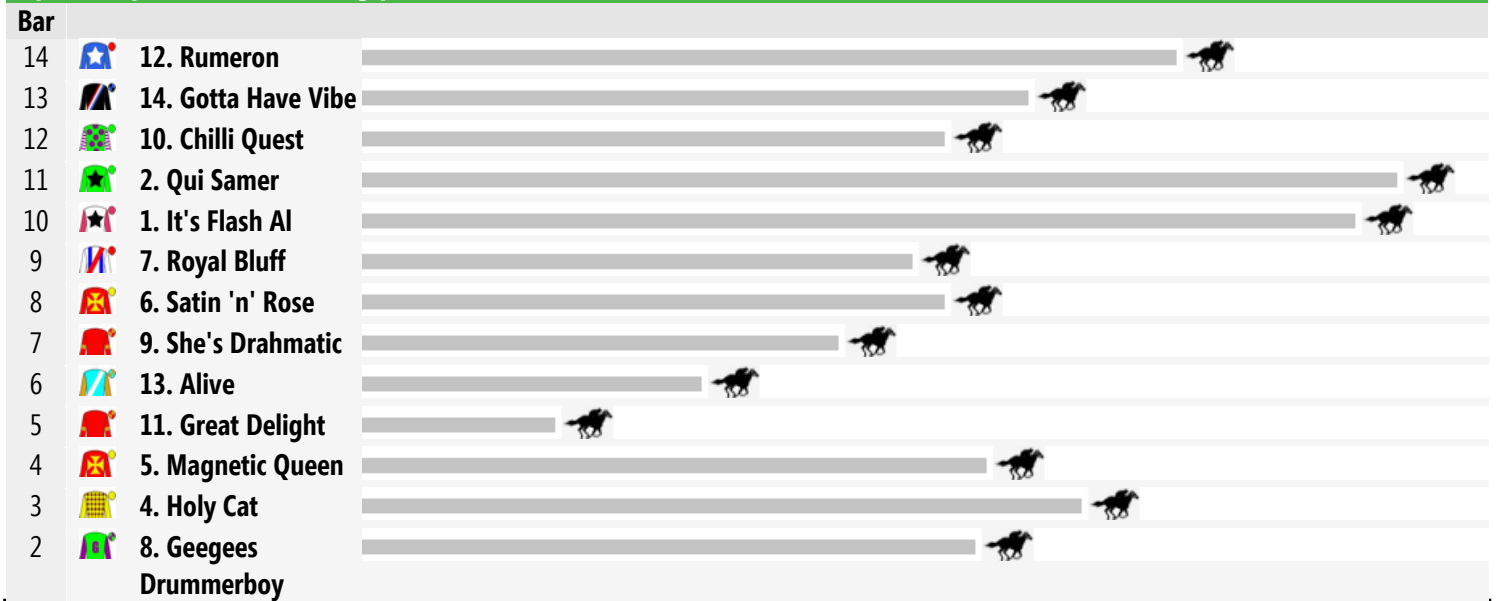 Bar
14 12. Rumeron
13 14. Gotta Have Vibe
12 10. Chilli Quest
11 2. Qui Samer
10 1. It's Flash Al
9 7. Royal Bluff
8 6. Satin 'n' Rose
7 9. She's Drahmatic
6 13. Alive
5 11. Great Delight
4 5. Magnetic Queen
3 4. Holy Cat
2 G 8. Geegees
Drummerboy